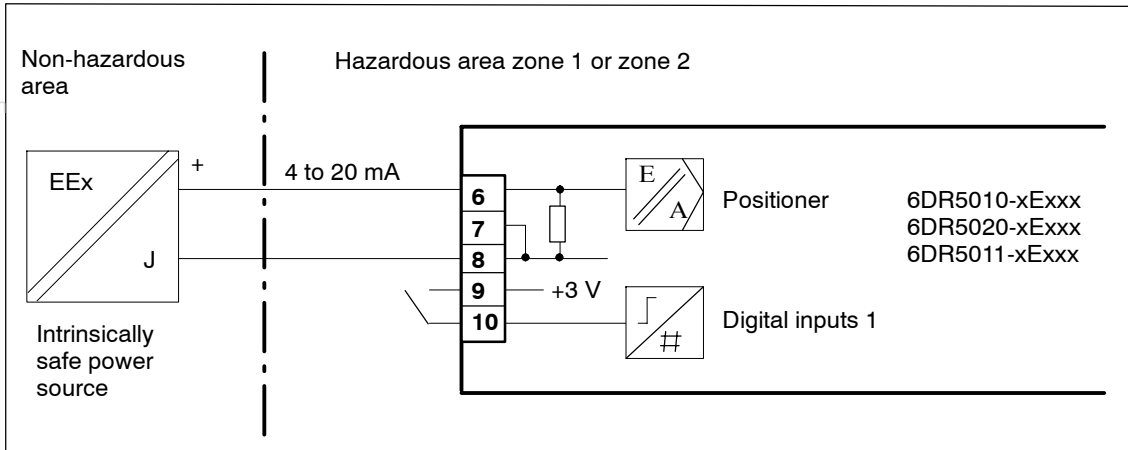 Non-hazardous
area
Hazardous area zone 1 or zone 2
EEx
+
J
4 to 20 mA
Intrinsically
safe power
source
6
7
8
9
10
+3 V
E
A
Positioner
Digital inputs 1
#
6DR5010-xExxx
6DR5020-xExxx
6DR5011-xExxx